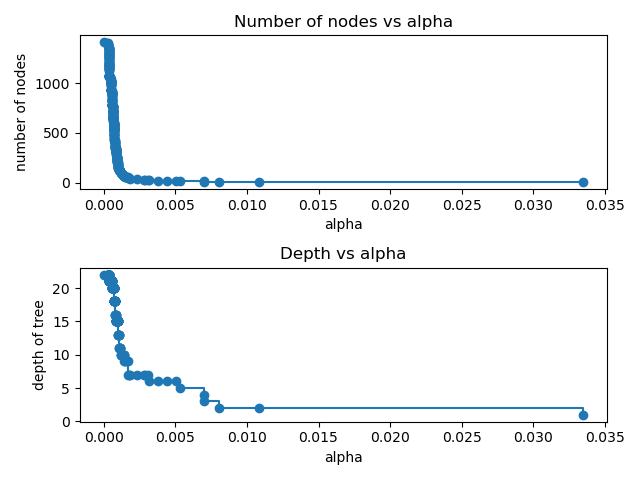 Number of nodes vs alpha
number of nodes
1000
500
0
0.000 0.005 0.010 0.015 0.020 0.025 0.030 0.035
alpha
Depth vs alpha
depth of tree
20
15
10
5
0
0.000 0.005 0.010 0.015 0.020 0.025 0.030 0.035
alpha